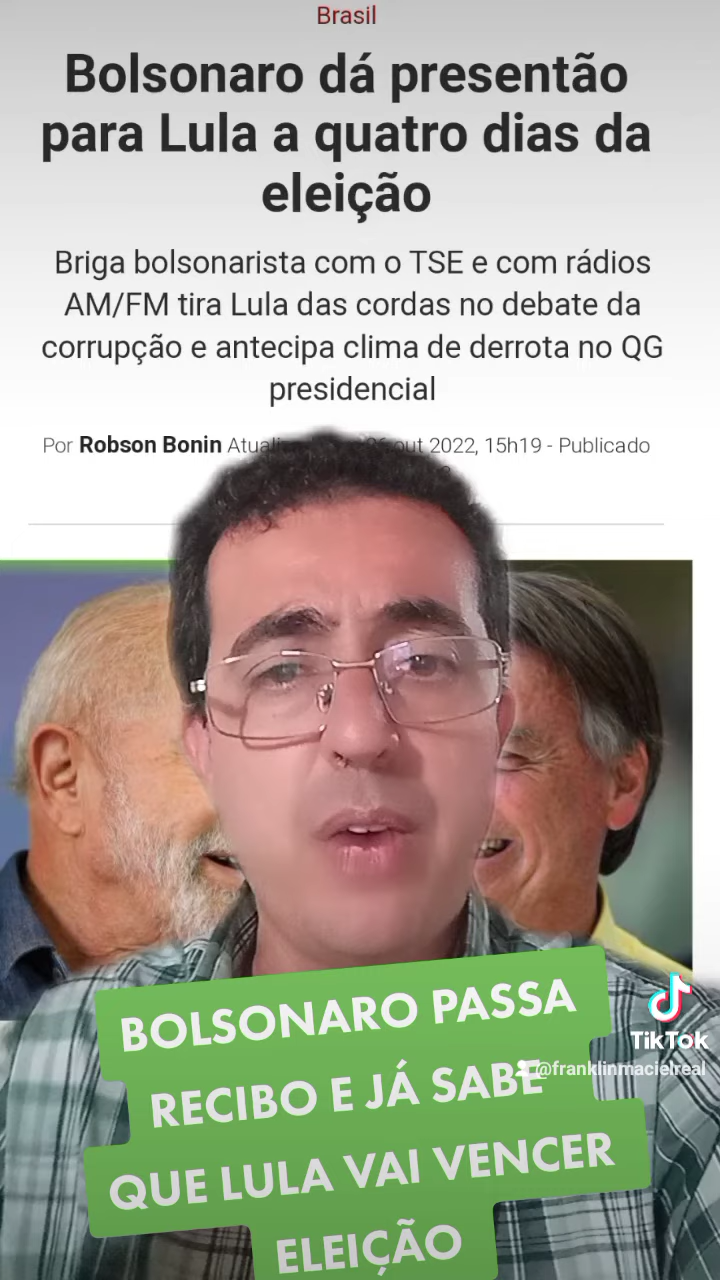 Brasil
Bolsonaro dá presentão
para Lula a quatro dias da
eleição
Briga bolsonarista com o TSE e com rádios
AM/FM tira Lula das cordas no debate da
corrupção e antecipa clima de derrota no QG
presidencial
Por Robson Bonin out 2022, 15h19 - Publicado
BOLSONARO PASSA
RECIBO E JÁ SABE
QUE LULA VAI VENCER
ELEIÇÃO
TikTok
@franklinmacielreal